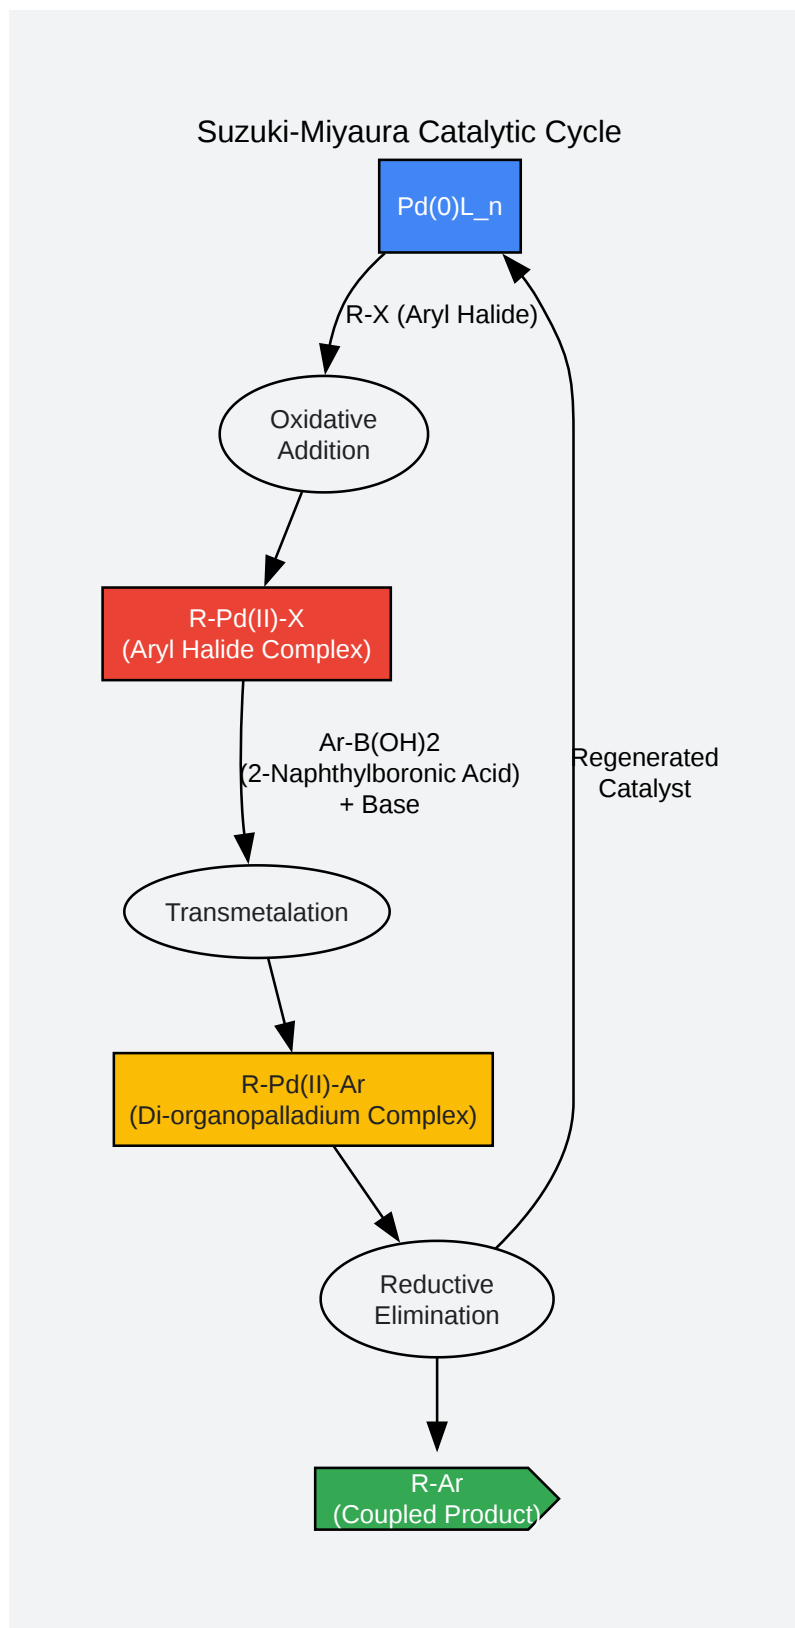 Suzuki-Miyaura Catalytic Cycle
Pd(0)L_n
R-X (Aryl Halide)
Oxidative
Addition
R-Pd(II)-X
(Aryl Halide Complex)
Ar-B(OH)2
(2-Naphthylboronic Acid)
+ Base
Regenerated
Catalyst
Transmetalation
R-Pd(II)-Ar
(Di-organopalladium Complex)
Reductive
Elimination
R-Ar
(Coupled Product)